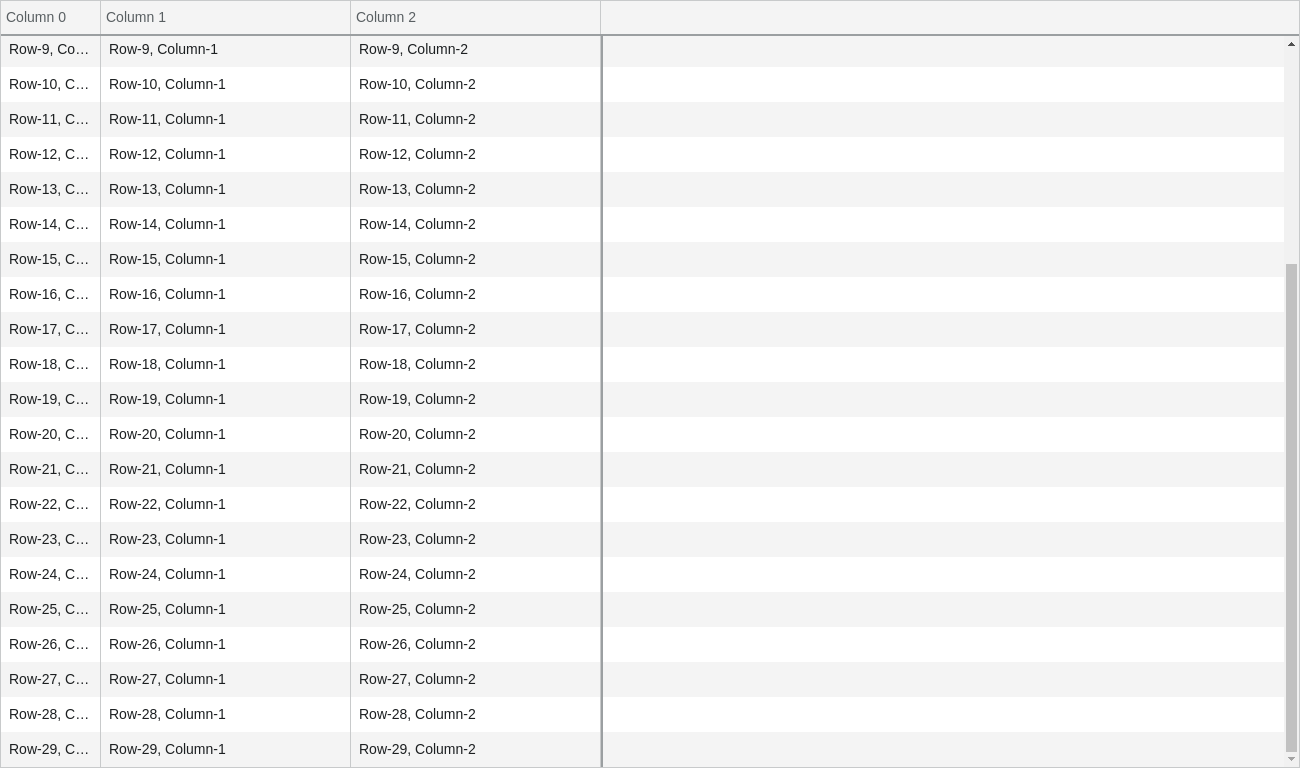 Column 0 Column 1 Column 2
Row-9, Co… Row-9, Column-1 Row-9, Column-2
Row-10, C… Row-10, Column-1 Row-10, Column-2
Row-11, C… Row-11, Column-1 Row-11, Column-2
Row-12, C… Row-12, Column-1 Row-12, Column-2
Row-13, C… Row-13, Column-1 Row-13, Column-2
Row-14, C… Row-14, Column-1 Row-14, Column-2
Row-15, C… Row-15, Column-1 Row-15, Column-2
Row-16, C… Row-16, Column-1 Row-16, Column-2
Row-17, C… Row-17, Column-1 Row-17, Column-2
Row-18, C… Row-18, Column-1 Row-18, Column-2
Row-19, C… Row-19, Column-1 Row-19, Column-2
Row-20, C… Row-20, Column-1 Row-20, Column-2
Row-21, C… Row-21, Column-1 Row-21, Column-2
Row-22, C… Row-22, Column-1 Row-22, Column-2
Row-23, C… Row-23, Column-1 Row-23, Column-2
Row-24, C… Row-24, Column-1 Row-24, Column-2
Row-25, C… Row-25, Column-1 Row-25, Column-2
Row-26, C… Row-26, Column-1 Row-26, Column-2
Row-27, C… Row-27, Column-1 Row-27, Column-2
Row-28, C… Row-28, Column-1 Row-28, Column-2
Row-29, C… Row-29, Column-1 Row-29, Column-2